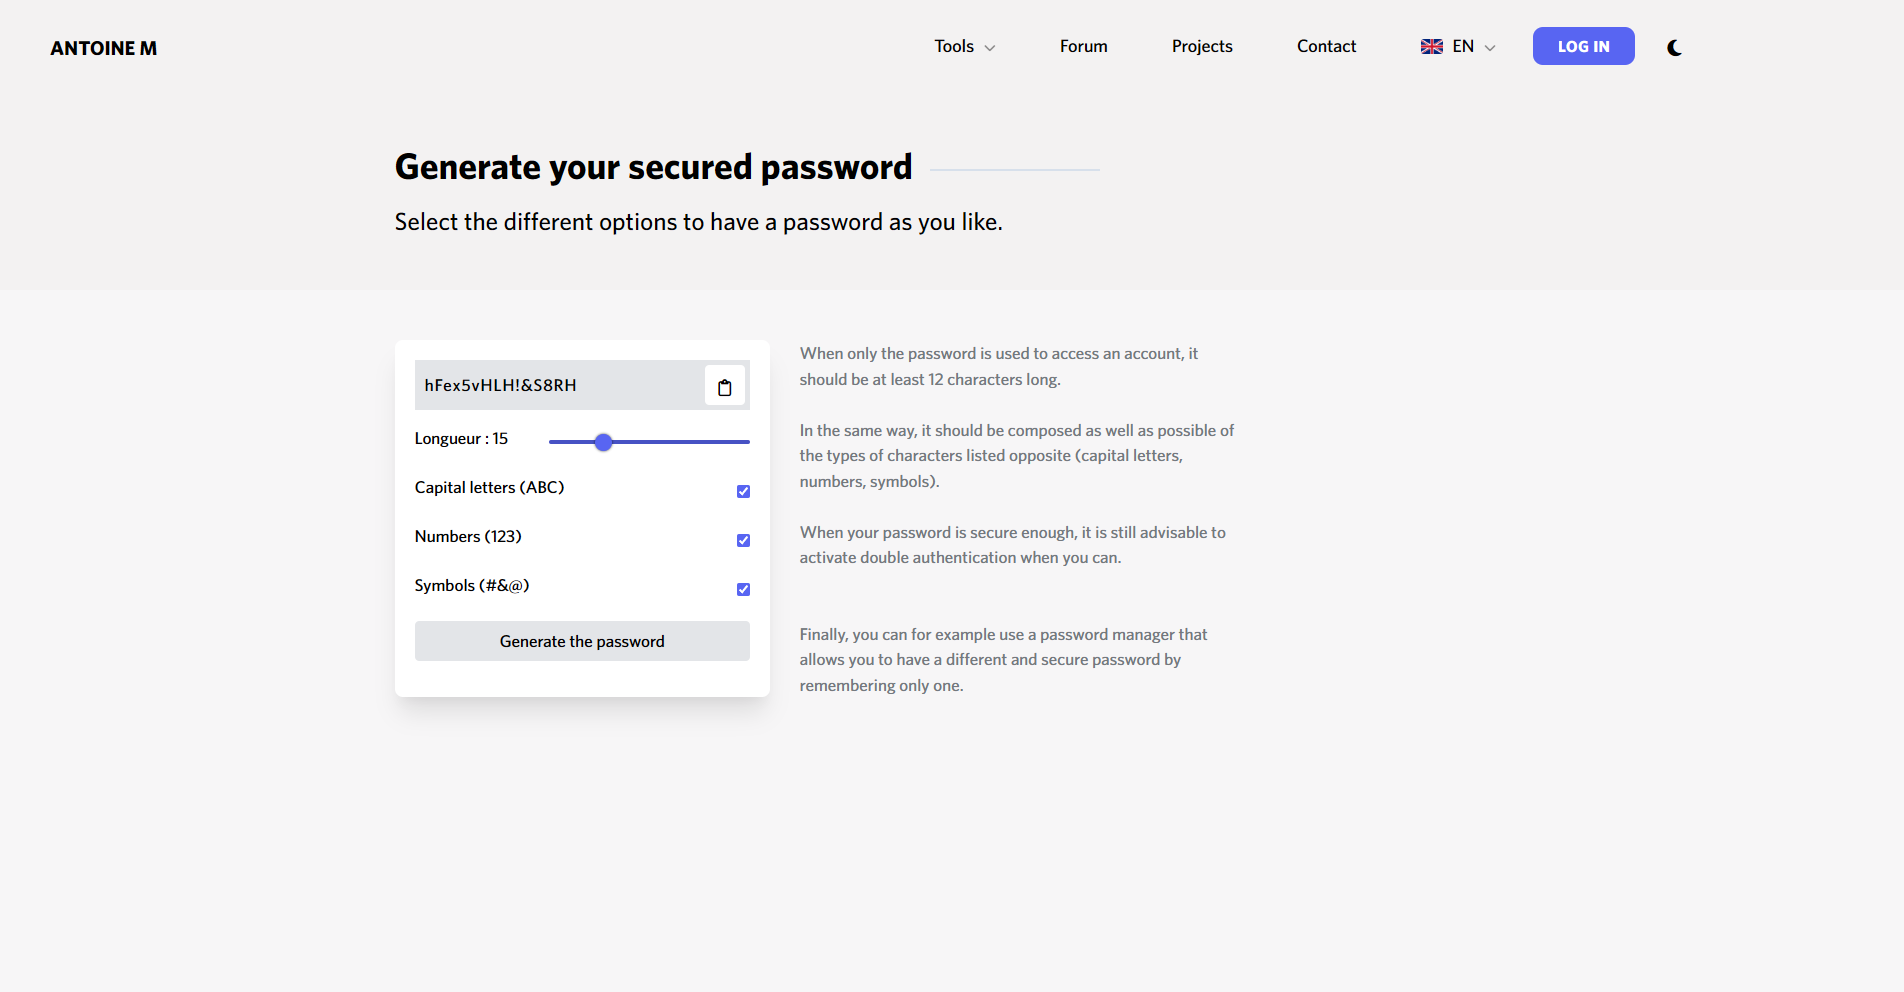 ANTOINE M
Tools
Forum
Projects
Contact
EN
LOG IN
Generate your secured password
Select the different options to have a password as you like.
hFex5vHLH!&S8RH
Longueur : 15
Capital letters (ABC)
Numbers (123)
Symbols (#&@)
Generate the password
When only the password is used to access an account, it
should be at least 12 characters long.
In the same way, it should be composed as well as possible of
the types of characters listed opposite (capital letters,
numbers, symbols).
When your password is secure enough, it is still advisable to
activate double authentication when you can.
Finally, you can for example use a password manager that
allows you to have a different and secure password by
remembering only one.